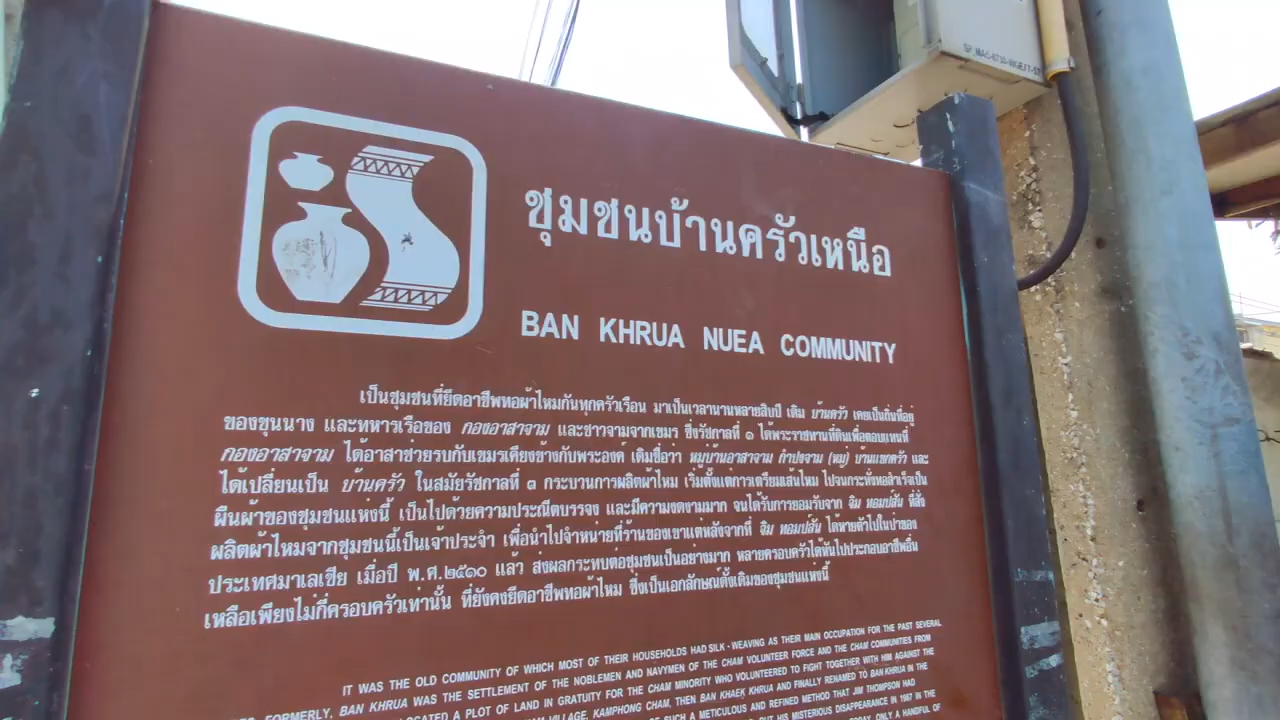 ชุมชนบ้านครัวเหนือ
BAN KHRUA NUEA COMMUNITY
เป็นชุมชนที่ยึดอาชีพทอผ้าไหมกันทุกครัวเรือน มาเป็นเวลานานหลายสิบปี เดิม บ้านครัว เคยเป็นถิ่นที่อยู่
ของขุนนาง และทหารเรือของ กองอาสาจาม และชาวจามจากเขมร ซึ่งรัชกาลที่ ๑ ได้พระราชทานที่ดินเพื่อตอบแทนที่
กองอาสาจาม ได้อาสาช่วยรบกับเขมรเคียงข้างกับพระองค์ เดิมชื่อว่า หมู่บ้านอาสาจาม กำปงจาม (หมู่) บ้านแขกครัว และ
ได้เปลี่ยนเป็น บ้านครัว ในสมัยรัชกาลที่ ๓ กระบวนการผลิตผ้าไหม เริ่มตั้งแต่การเตรียมเส้นไหม ไปจนกระทั่งทอสำเร็จเป็น
ผืนผ้าของชุมชนแห่งนี้ เป็นไปด้วยความประณีตบรรจง และมีความงดงามมาก จนได้รับการยอมรับจาก จิม ทอมป์สัน ที่สั่ง
ผลิตผ้าไหมจากชุมชนนี้เป็นเจ้าประจำ เพื่อนำไปจำหน่ายที่ร้านของเขาแต่หลังจากที่ จิม ทอมป์สัน ได้หายตัวไปในป่าของ
ประเทศมาเลเซีย เมื่อปี พ.ศ.๒๕๑๐ แล้ว ส่งผลกระทบต่อชุมชนเป็นอย่างมาก หลายครอบครัวได้หันไปประกอบอาชีพอื่น
เหลือเพียงไม่กี่ครอบครัวเท่านั้น ที่ยังคงยึดอาชีพทอผ้าไหม ซึ่งเป็นเอกลักษณ์ดั้งเดิมของชุมชนแห่งนี้
IT WAS THE OLD COMMUNITY OF WHICH MOST OF THEIR HOUSEHOLDS HAD SILK - WEAVING AS THEIR MAIN OCCUPATION FOR THE PAST SEVERAL
FORMERLY, BAN KHRUA WAS THE SETTLEMENT OF THE NOBLEMEN AND NAVYMEN OF THE CHAM VOLUNTEER FORCE AND THE CHAM COMMUNITIES FROM
A PLOT OF LAND IN GRATUITY FOR THE CHAM MINORITY WHO VOLUNTEERED TO FIGHT TOGETHER WITH HIM AGAINST THE
VILLAGE, KAMPHONG CHAM, THEN BAN KHAEK KHRUA AND FINALLY RENAMED TO BAN KHRUA IN THE
SUCH A METICULOUS AND REFINED METHOD THAT JIM THOMPSON HAD
HIS MYSTERIOUS DISAPPEARANCE IN 1967 IN THE
ONLY A HANDFUL OF